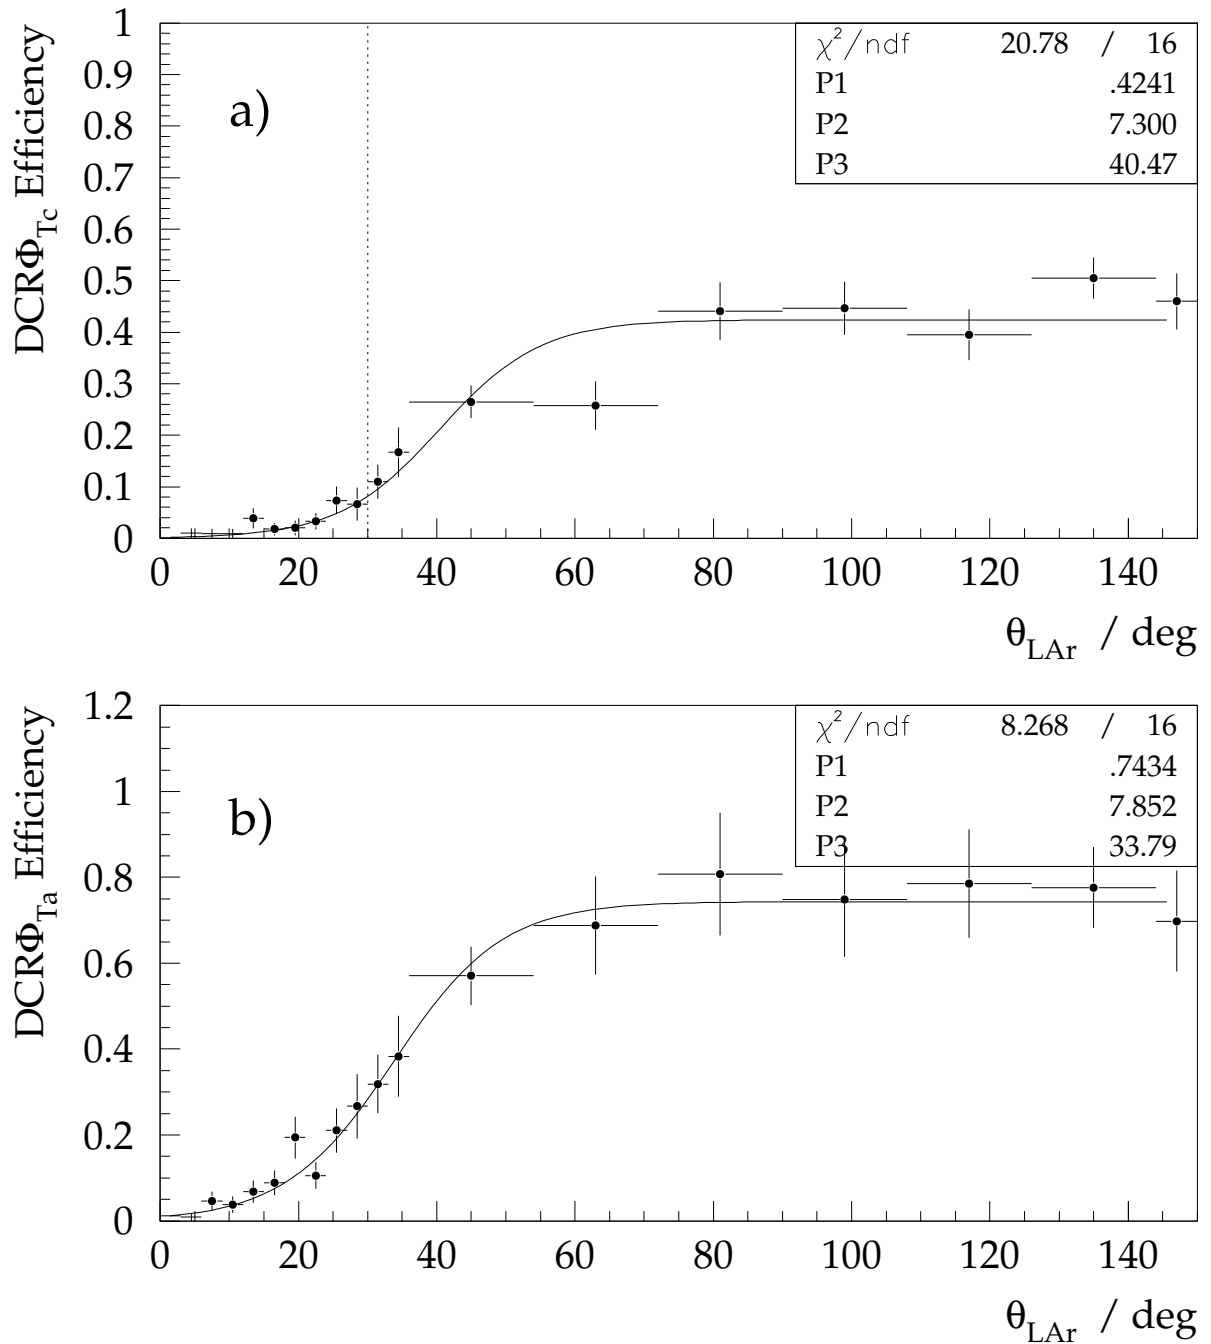 DCRΦTc Efficiency
1
0.9
0.8
0.7
0.6
0.5
0.4
0.3
0.2
0.1
0
a)
χ²/ndf 20.78 / 16
P1 .4241
P2 7.300
P3 40.47
0 20 40 60 80 100 120 140
θLAr / deg
DCRΦTa Efficiency
1.2
1
0.8
0.6
0.4
0.2
0
b)
χ²/ndf 8.268 / 16
P1 .7434
P2 7.852
P3 33.79
0 20 40 60 80 100 120 140
θLAr / deg